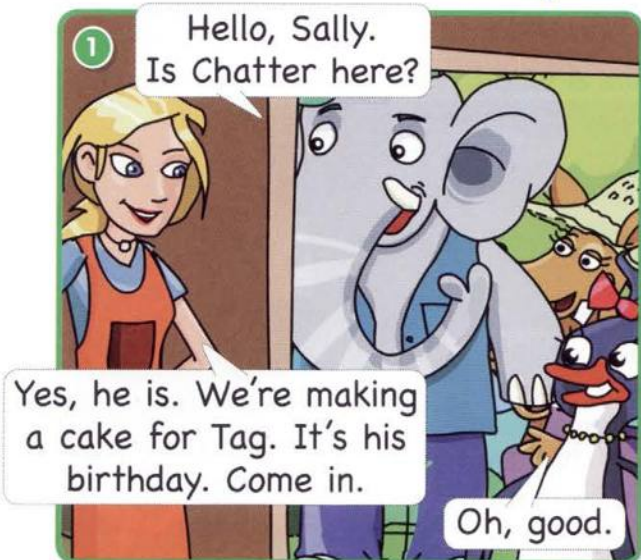 1
Hello, Sally.
Is Chatter here?
Yes, he is. We're making
a cake for Tag. It's his
birthday. Come in.
Oh, good.